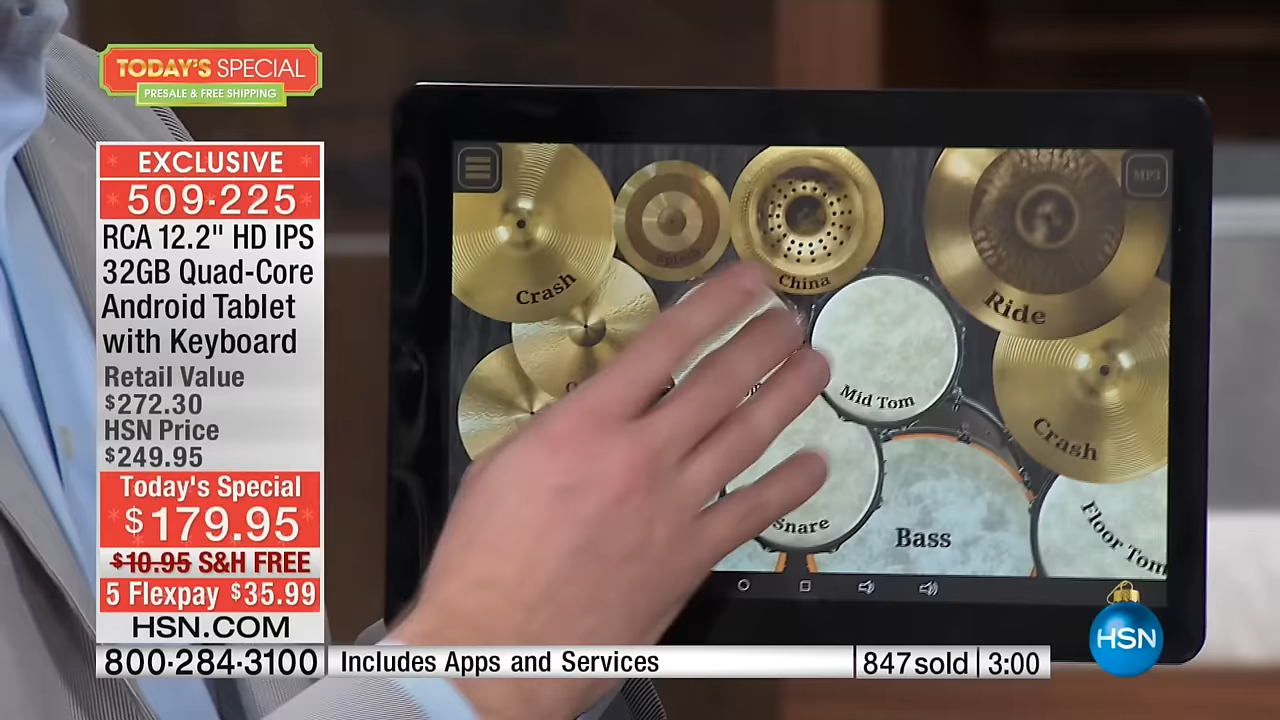 TODAY'S SPECIAL
PRESALE & FREE SHIPPING
EXCLUSIVE
509-225
RCA 12.2" HD IPS
32GB Quad-Core
Android Tablet
with Keyboard
Retail Value
$272.30
HSN Price
$249.95
Today's Special
$179.95
$10.95 S&H FREE
5 Flexpay $35.99
HSN.COM
800-284-3100
Includes Apps and Services
847sold
3:00
HSN
MP3
Crash
Splash
China
Ride
Mid Tom
Crash
Snare
Bass
Floor Tom